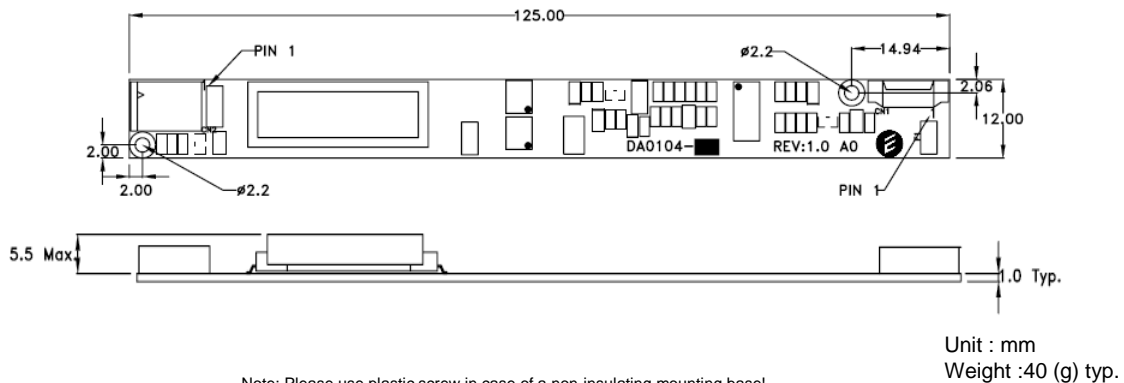 125.00
PIN 1
ø2.2
14.94
2.06
12.00
CN1
2.00
DA0104-
REV:1.0 A0
2.00
ø2.2
PIN 1
5.5 Max.
1.0 Typ.
Unit : mm
Weight :40 (g) typ.
Note: Please use plastic screw in case of a non insulating mounting base!